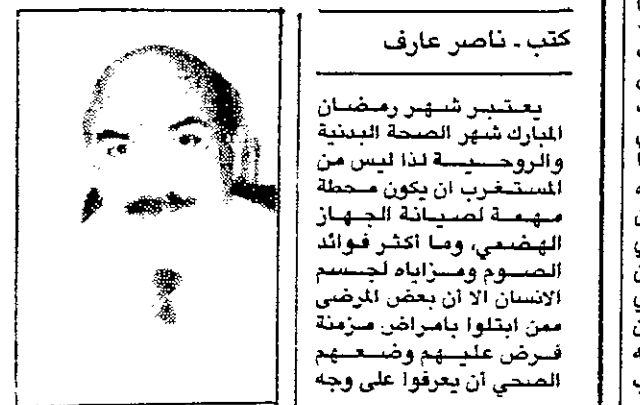 كتب ـ ناصر عارف
يعتبر شهر رمضان
المبارك شهر الصحة البدنية
والروحية لذا ليس من
المستغرب ان يكون محطة
مهمة لصيانة الجهاز
الهضمي، وما أكثر فوائد
الصوم ومزاياه لجسم
الانسان الا أن بعض المرضى
ممن ابتلوا بامراض مزمنة
فرض عليهم وضعهم
الصحي أن يعرفوا على وجه